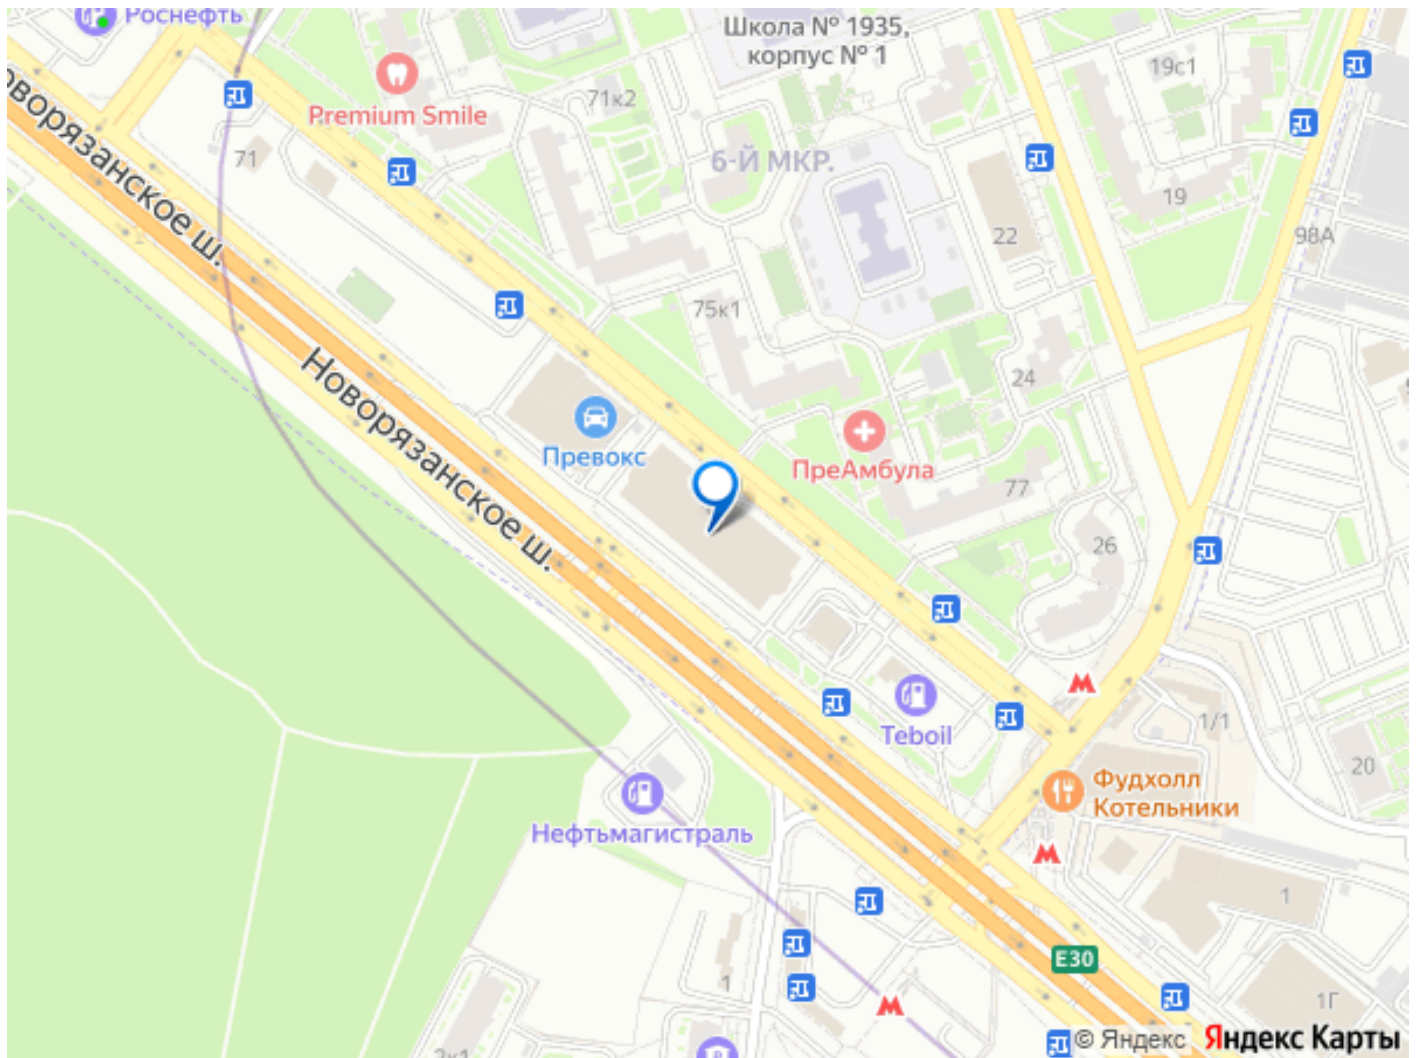 Роснефть
Школа № 1935,
корпус № 1
19с1
71к2
Premium Smile
Новорязанское ш.
71
6-Й МКР.
19
22
98А
75к1
Новорязанское ш.
24
Превокс
ПреАмбула
77
26
Teboil
1/1
20
Фудхолл
Котельники
Нефтьмагистраль
1
E30
1
1Г
2к1
© Яндекс Яндекс Карты